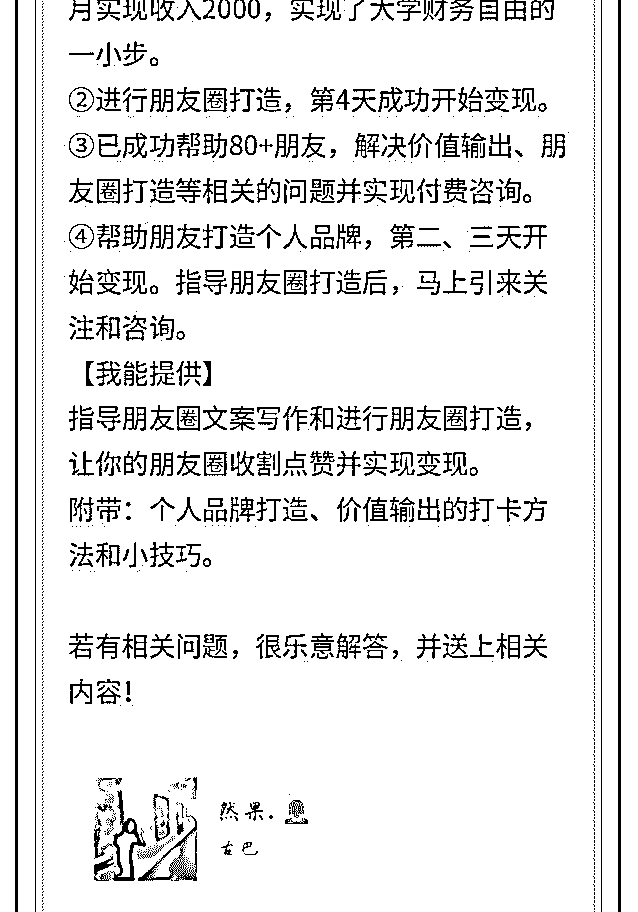 月实现收入2000，实现了大学财务自由的
一小步。
②进行朋友圈打造，第4天成功开始变现。
③已成功帮助80+朋友，解决价值输出、朋
友圈打造等相关的问题并实现付费咨询。
④帮助朋友打造个人品牌，第二、三天开
始变现。指导朋友圈打造后，马上引来关
注和咨询。
【我能提供】
指导朋友圈文案写作和进行朋友圈打造，
让你的朋友圈收割点赞并实现变现。
附带：个人品牌打造、价值输出的打卡方
法和小技巧。
若有相关问题，很乐意解答，并送上相关
内容！
然果.
古巴